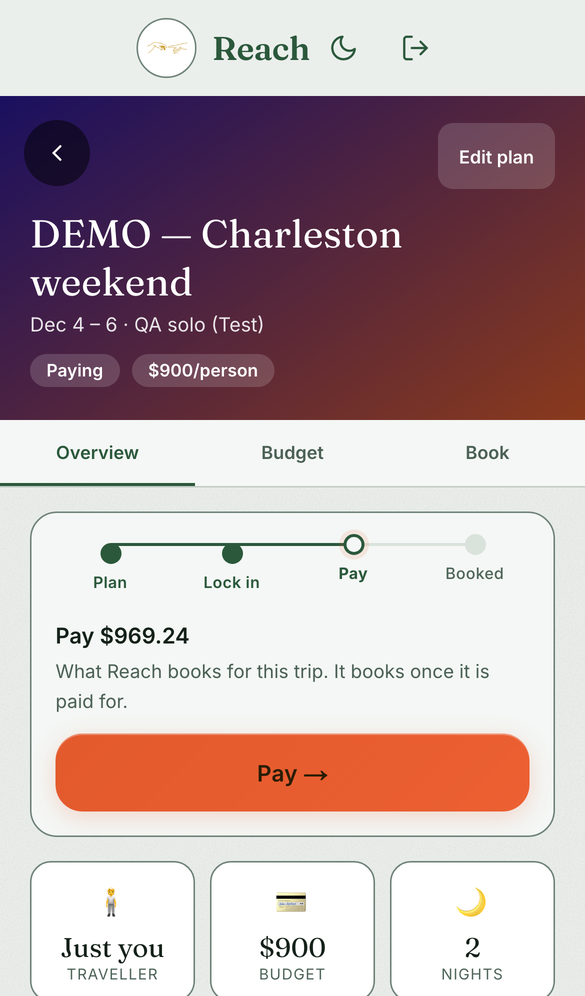 Reach
Edit plan
DEMO — Charleston
weekend
Dec 4 – 6 · QA solo (Test)
Paying
$900/person
Overview
Budget
Book
Plan
Lock in
Pay
Booked
Pay $969.24
What Reach books for this trip. It books once it is
paid for.
Pay →
Just you
TRAVELLER
$900
BUDGET
2
NIGHTS